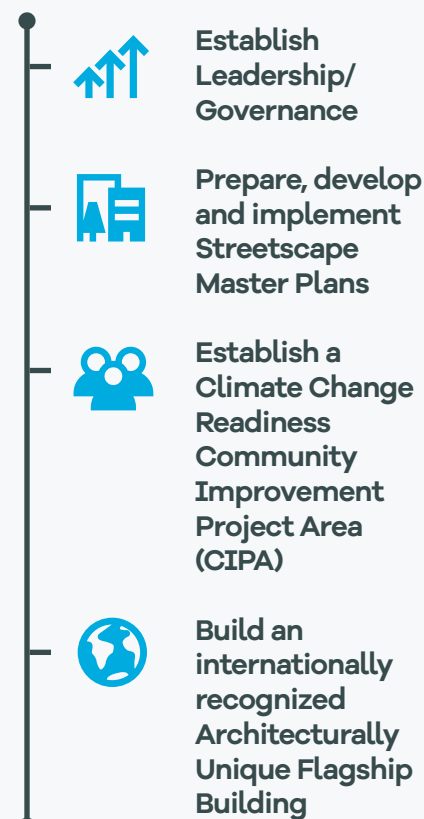 Establish
Leadership/
Governance
Prepare, develop
and implement
Streetscape
Master Plans
Establish a
Climate Change
Readiness
Community
Improvement
Project Area
(CIPA)
Build an
internationally
recognized
Architecturally
Unique Flagship
Building